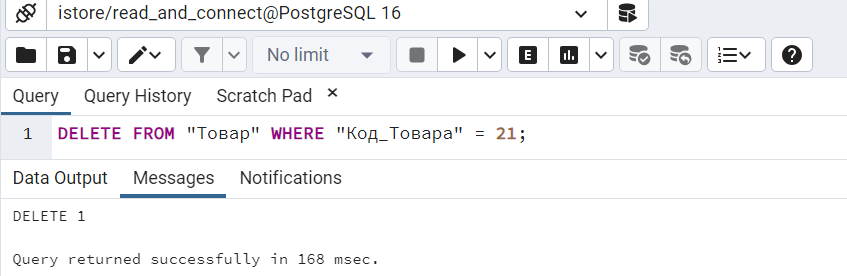 istore/read_and_connect@PostgreSQL 16
No limit
E
Query Query History Scratch Pad ×
1 DELETE FROM "Товар" WHERE "Код_Товара" = 21;
Data Output Messages Notifications
DELETE 1
Query returned successfully in 168 msec.